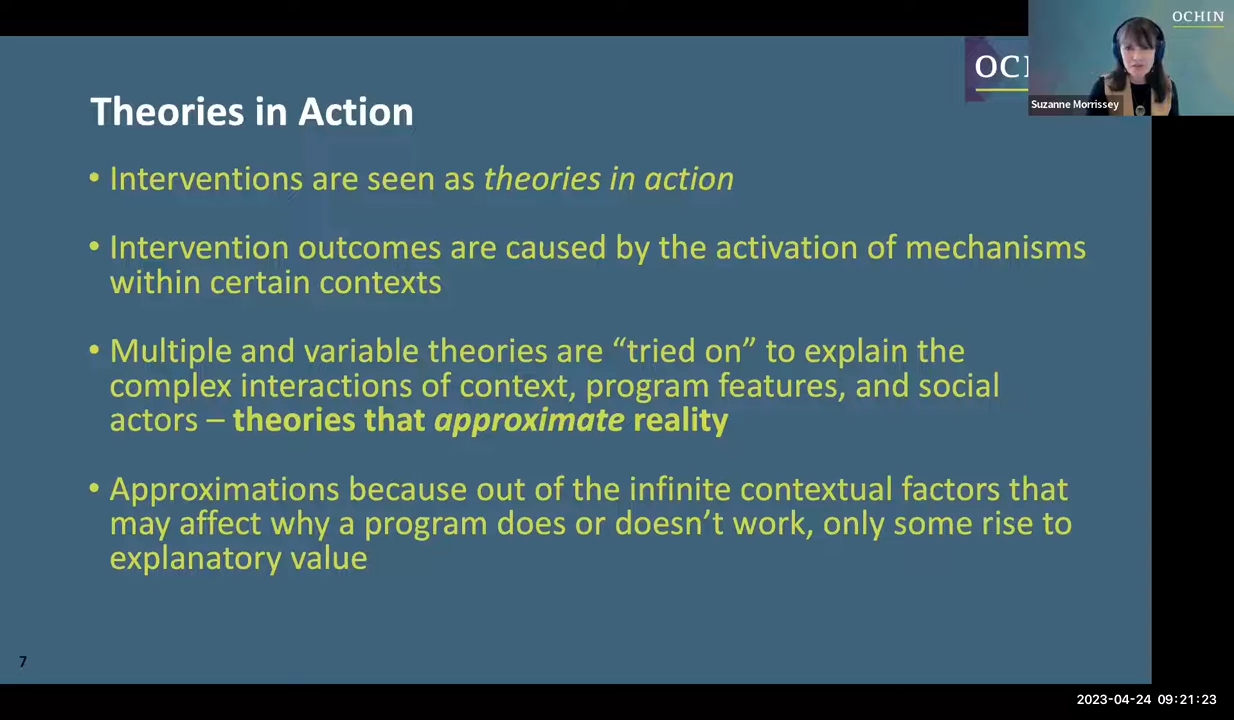 OCHIN
OCHI
Suzanne Morrissey
Theories in Action
• Interventions are seen as theories in action
• Intervention outcomes are caused by the activation of mechanisms
within certain contexts
• Multiple and variable theories are “tried on” to explain the
complex interactions of context, program features, and social
actors – theories that approximate reality
• Approximations because out of the infinite contextual factors that
may affect why a program does or doesn’t work, only some rise to
explanatory value
7
2023-04-24 09:21:23